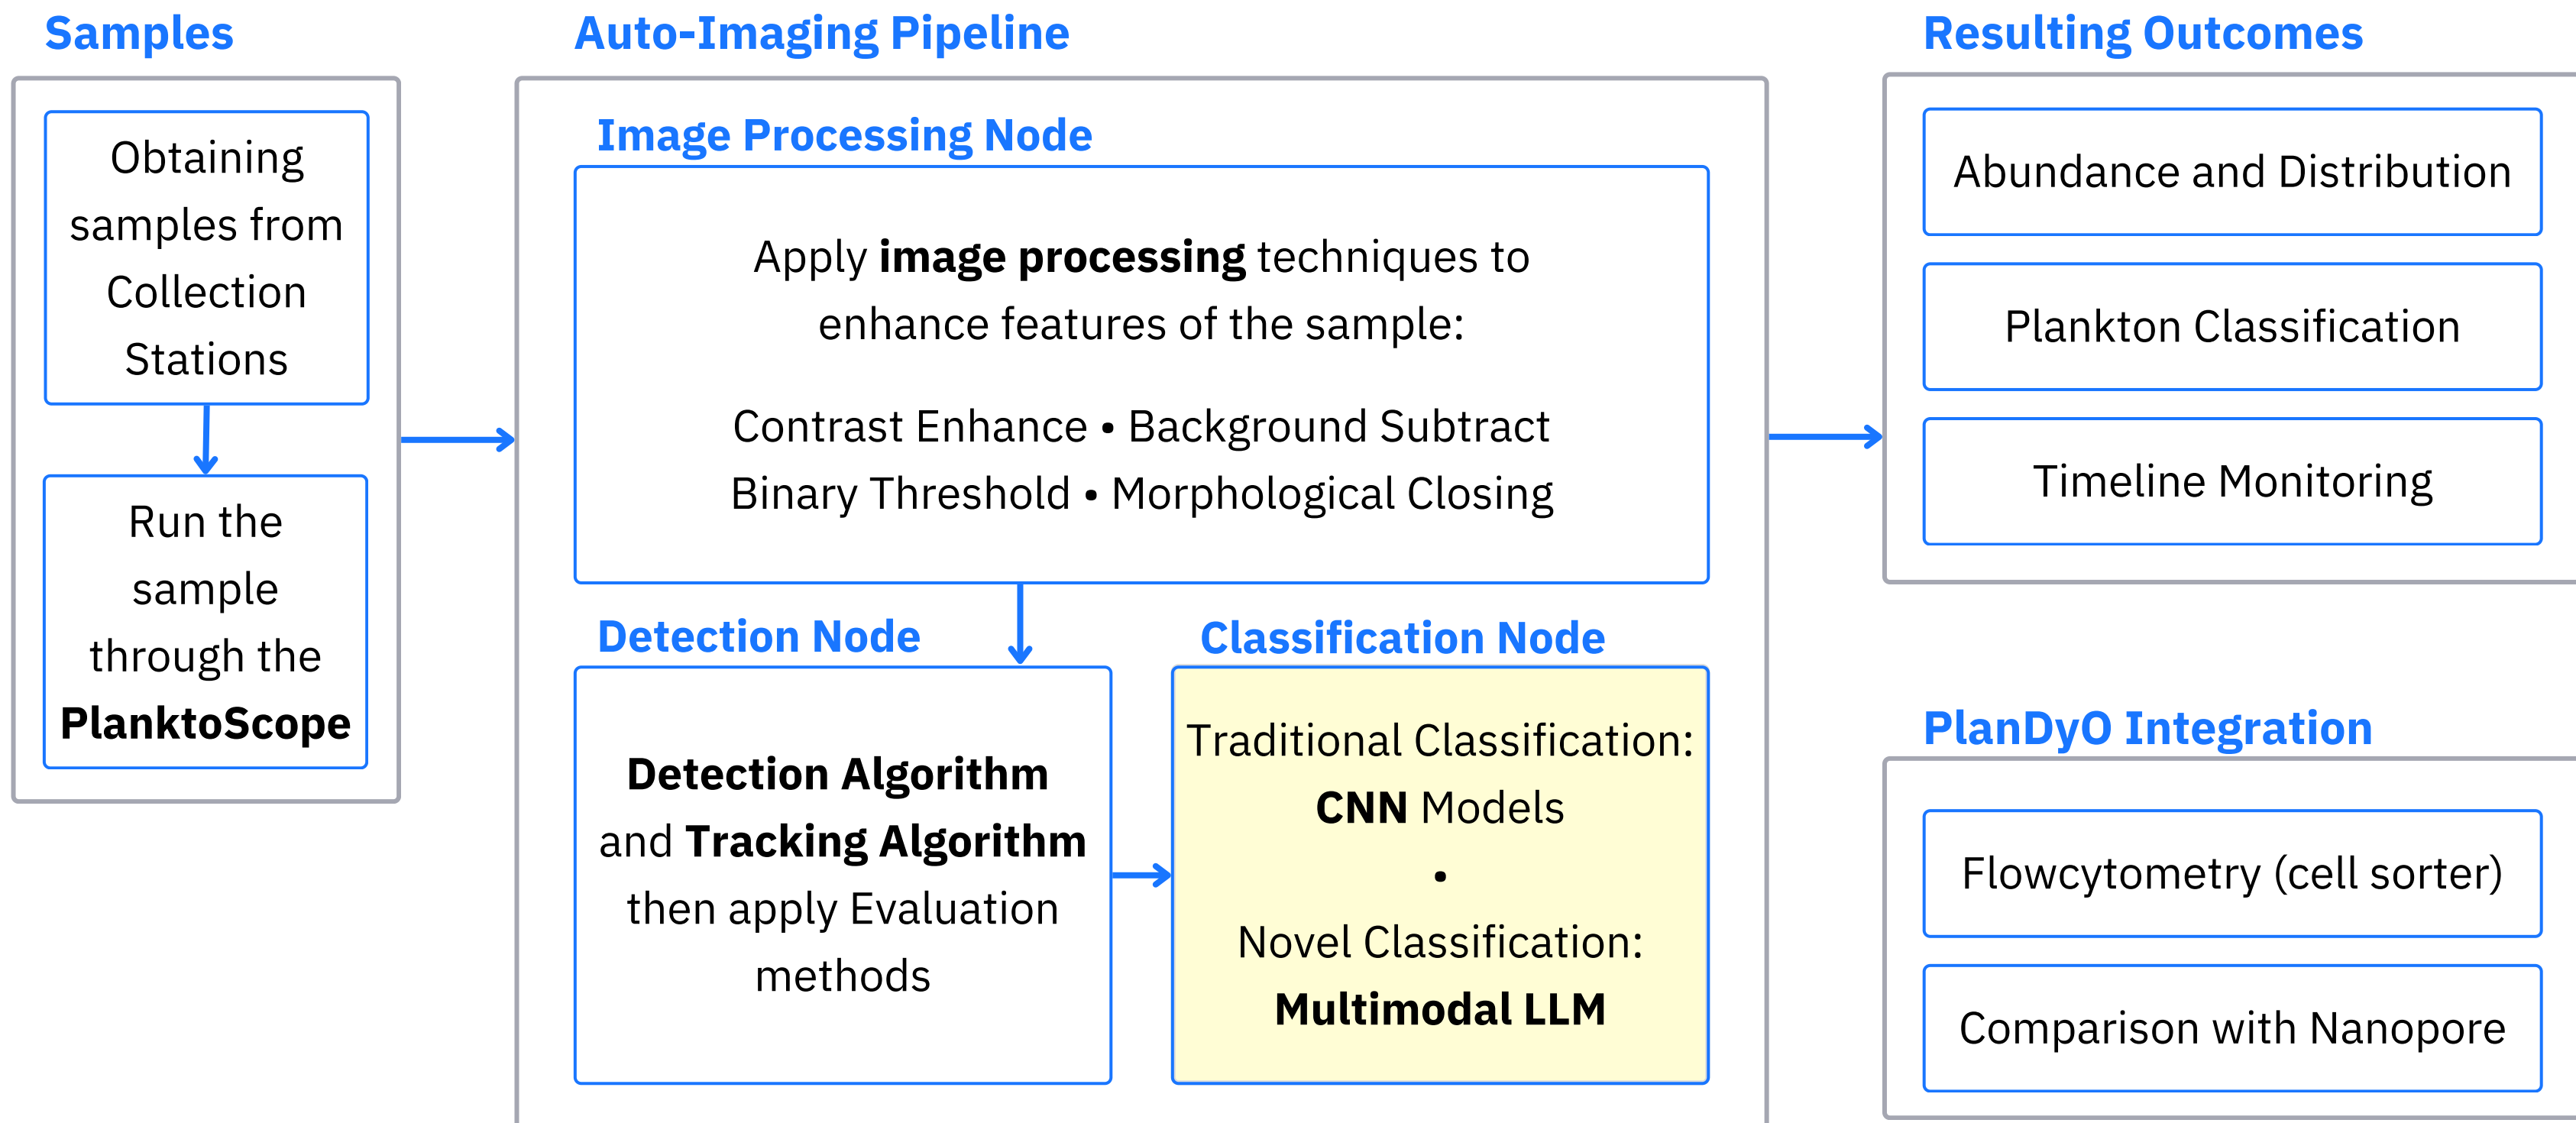 Samples
Obtaining
samples from
Collection
Stations
Run the
sample
through the
PlanktoScope
Auto-Imaging Pipeline
Image Processing Node
Apply image processing techniques to
enhance features of the sample:
Contrast Enhance • Background Subtract
Binary Threshold • Morphological Closing
Detection Node
Detection Algorithm
and Tracking Algorithm
then apply Evaluation
methods
Classification Node
Traditional Classification:
CNN Models
•
Novel Classification:
Multimodal LLM
Resulting Outcomes
Abundance and Distribution
Plankton Classification
Timeline Monitoring
PlanDyO Integration
Flowcytometry (cell sorter)
Comparison with Nanopore